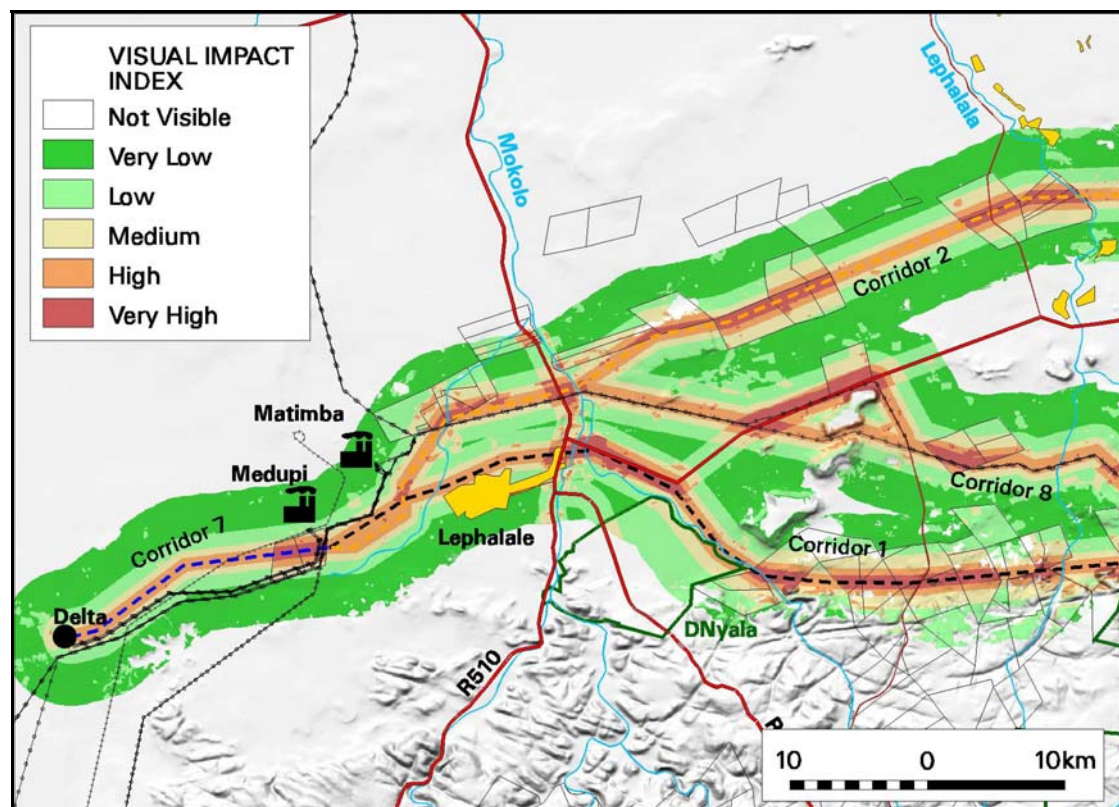 VISUAL IMPACT
INDEX
Not Visible
Very Low
Low
Medium
High
Very High
Lephalala
Mokolo
Corridor 2
Matimba
Medupi
Corridor 7
Lephalale
Corridor 8
Corridor 1
Delta
DNyala
R510
R
10 0 10km